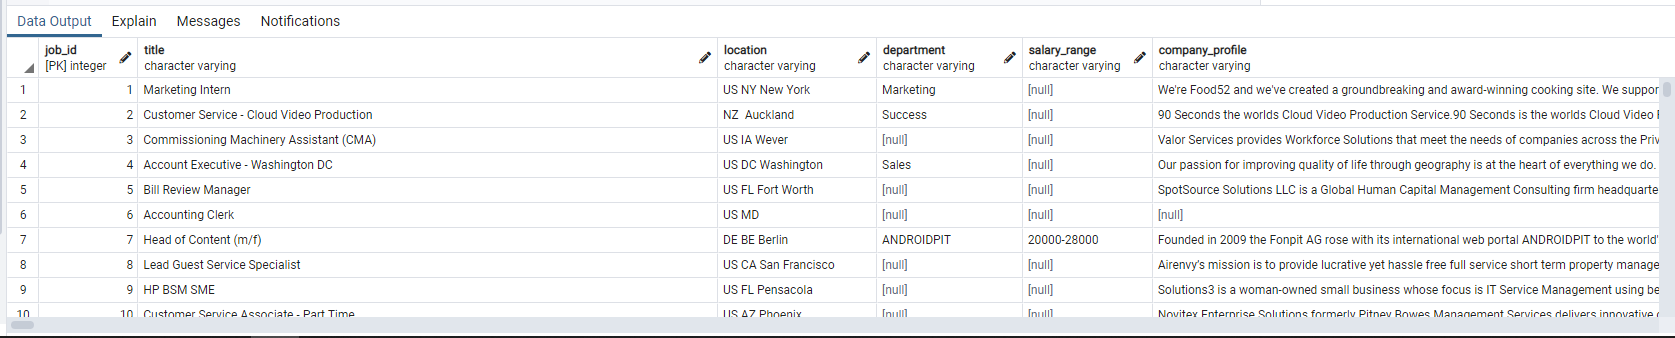 Data Output Explain Messages Notifications
job_id title location department salary_range company_profile
[PK] integer character varying character varying character varying character varying character varying
1 1 Marketing Intern US NY New York Marketing [null] We're Food52 and we've created a groundbreaking and award-winning cooking site. We suppor
2 2 Customer Service - Cloud Video Production NZ Auckland Success [null] 90 Seconds the worlds Cloud Video Production Service.90 Seconds is the worlds Cloud Video
3 3 Commissioning Machinery Assistant (CMA) US IA Wever [null] [null] Valor Services provides Workforce Solutions that meet the needs of companies across the Priv
4 4 Account Executive - Washington DC US DC Washington Sales [null] Our passion for improving quality of life through geography is at the heart of everything we do.
5 5 Bill Review Manager US FL Fort Worth [null] [null] SpotSource Solutions LLC is a Global Human Capital Management Consulting firm headquarte
6 6 Accounting Clerk US MD [null] [null] [null]
7 7 Head of Content (m/f) DE BE Berlin ANDROIDPIT 20000-28000 Founded in 2009 the Fonpit AG rose with its international web portal ANDROIDPIT to the world'
8 8 Lead Guest Service Specialist US CA San Francisco [null] [null] Airenvy's mission is to provide lucrative yet hassle free full service short term property manage
9 9 HP BSM SME US FL Pensacola [null] [null] Solutions3 is a woman-owned small business whose focus is IT Service Management using be
10 10 Customer Service Associate - Part Time US AZ Phoenix [null] [null] Novitex Enterprise Solutions formerly Pitney Bowes Management Services delivers innovative